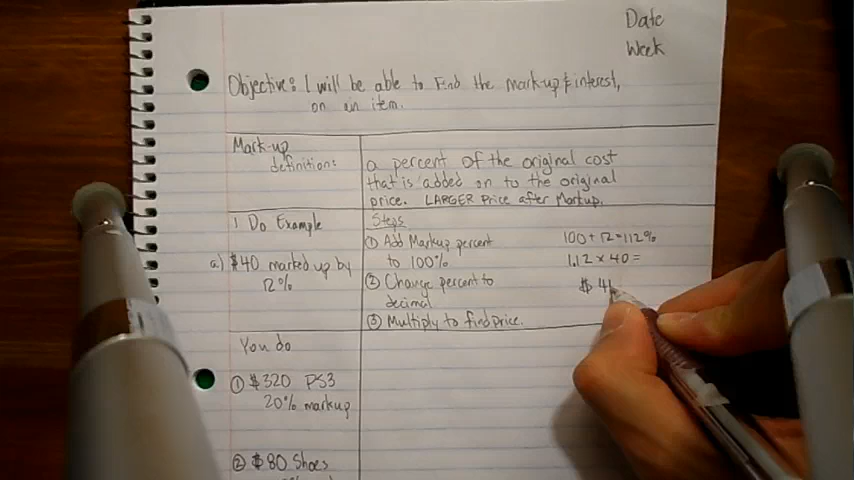 Date
Week
Objective: I will be able to Find the mark-up & interest,
on an item.
Mark-up
definition:
a percent of the original cost
that is added on to the original
price. LARGER Price after Markup.
I Do Example
a.) $40 marked up by
12%
Steps
① Add Markup percent
to 100%
② Change percent to
decimal.
③ Multiply to find price.
100 + 12 = 112%
1.12 × 40 =
$ 4
You do
① $320 PS3
20% markup
② $80 Shoes